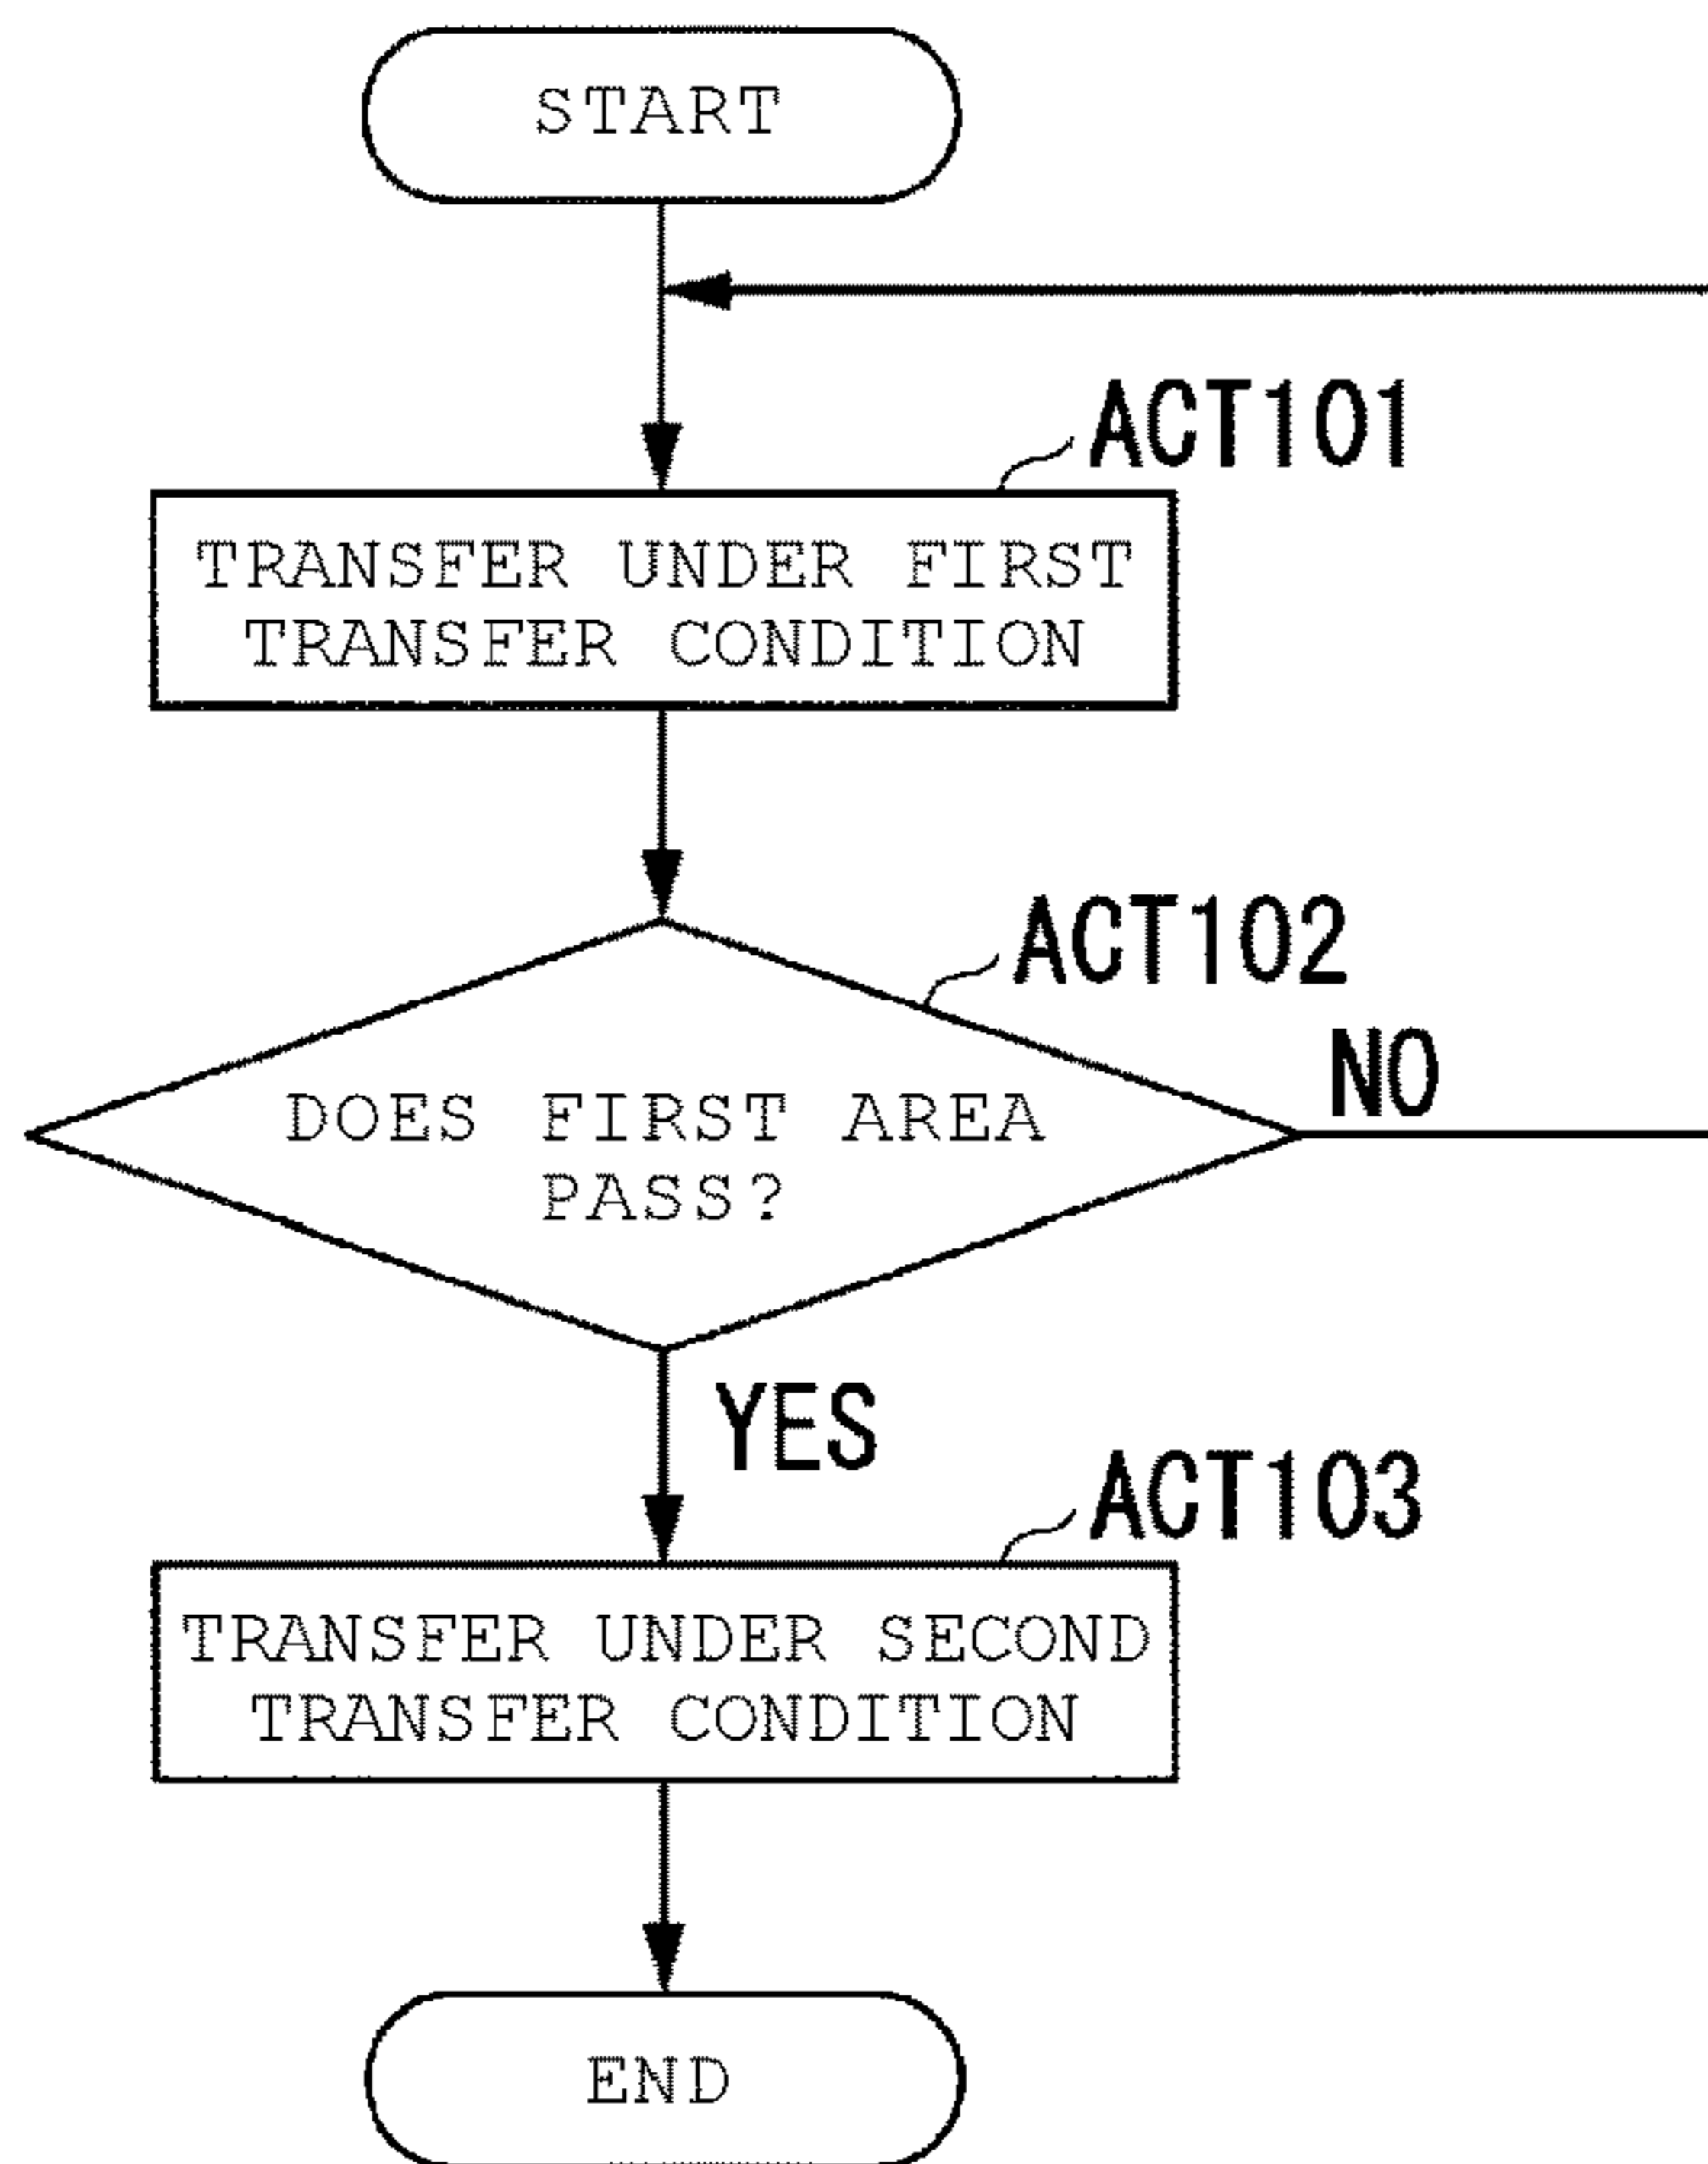 START
ACT101
TRANSFER UNDER FIRST
TRANSFER CONDITION
ACT102
NO
DOES FIRST AREA
PASS?
YES
ACT103
TRANSFER UNDER SECOND
TRANSFER CONDITION
END